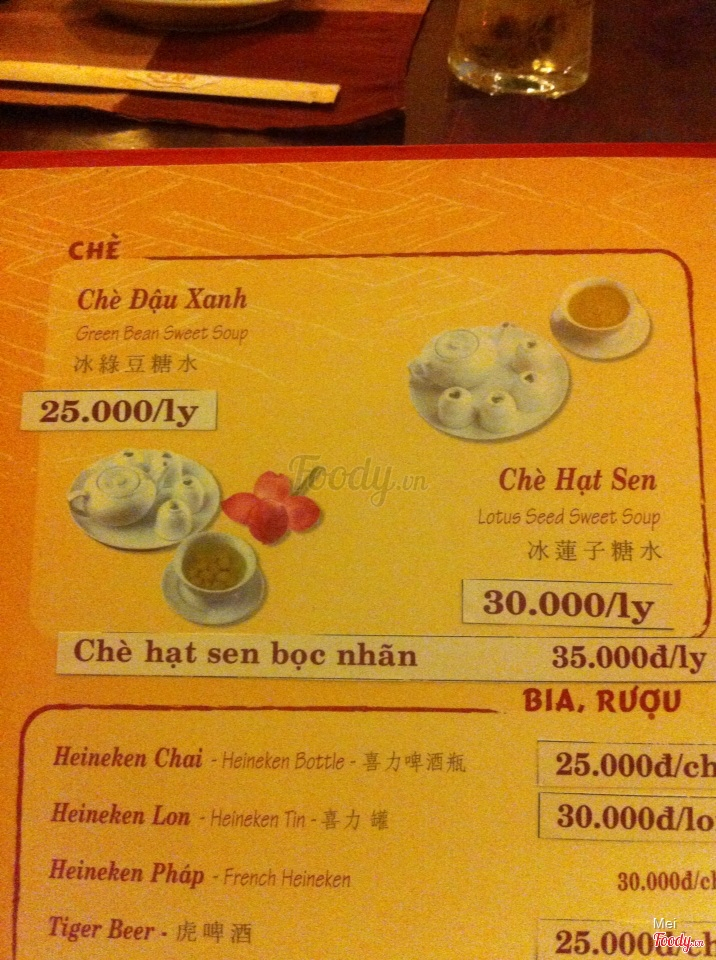 CHÈ
Chè Đậu Xanh
Green Bean Sweet Soup
冰綠豆糖水
25.000/ly
Foody.vn
Chè Hạt Sen
Lotus Seed Sweet Soup
冰蓮子糖水
30.000/ly
Chè hạt sen bọc nhãn 35.000đ/ly
BIA, RƯỢU
Heineken Chai - Heineken Bottle - 喜力啤酒瓶 25.000đ/ch
Heineken Lon - Heineken Tin - 喜力 罐 30.000đ/lo
Heineken Pháp - French Heineken 30.000đ/ch
Tiger Beer - 虎啤酒 25.000đ/ch
Mei
Foody.vn